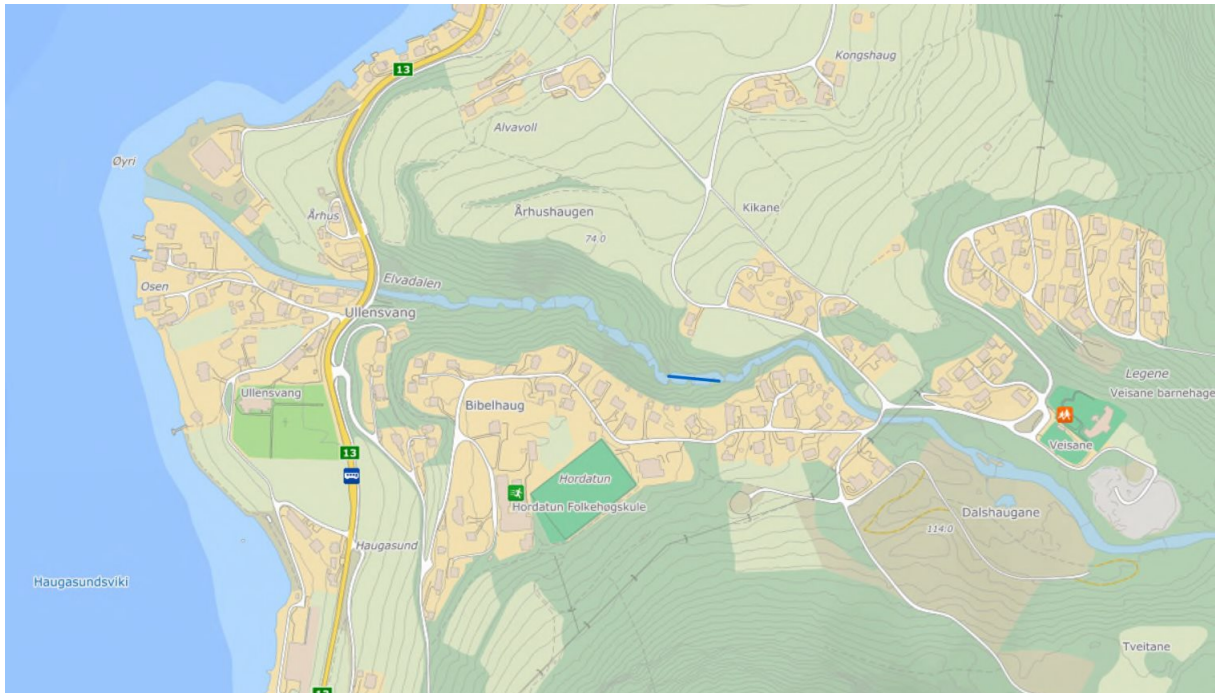 Kongshaug
13
Alvavoll
Øyri
Århus
Århushaugen
Kikane
74.0
Elvadalen
Osen
Ullensvang
Legene
Ullensvang
Veisane barnehage
Bibelhaug
Veisane
13
Hordatun
Hordatun Folkehøgskule
Dalshaugane
114.0
Haugasund
Haugasundsviki
Tveitane
13